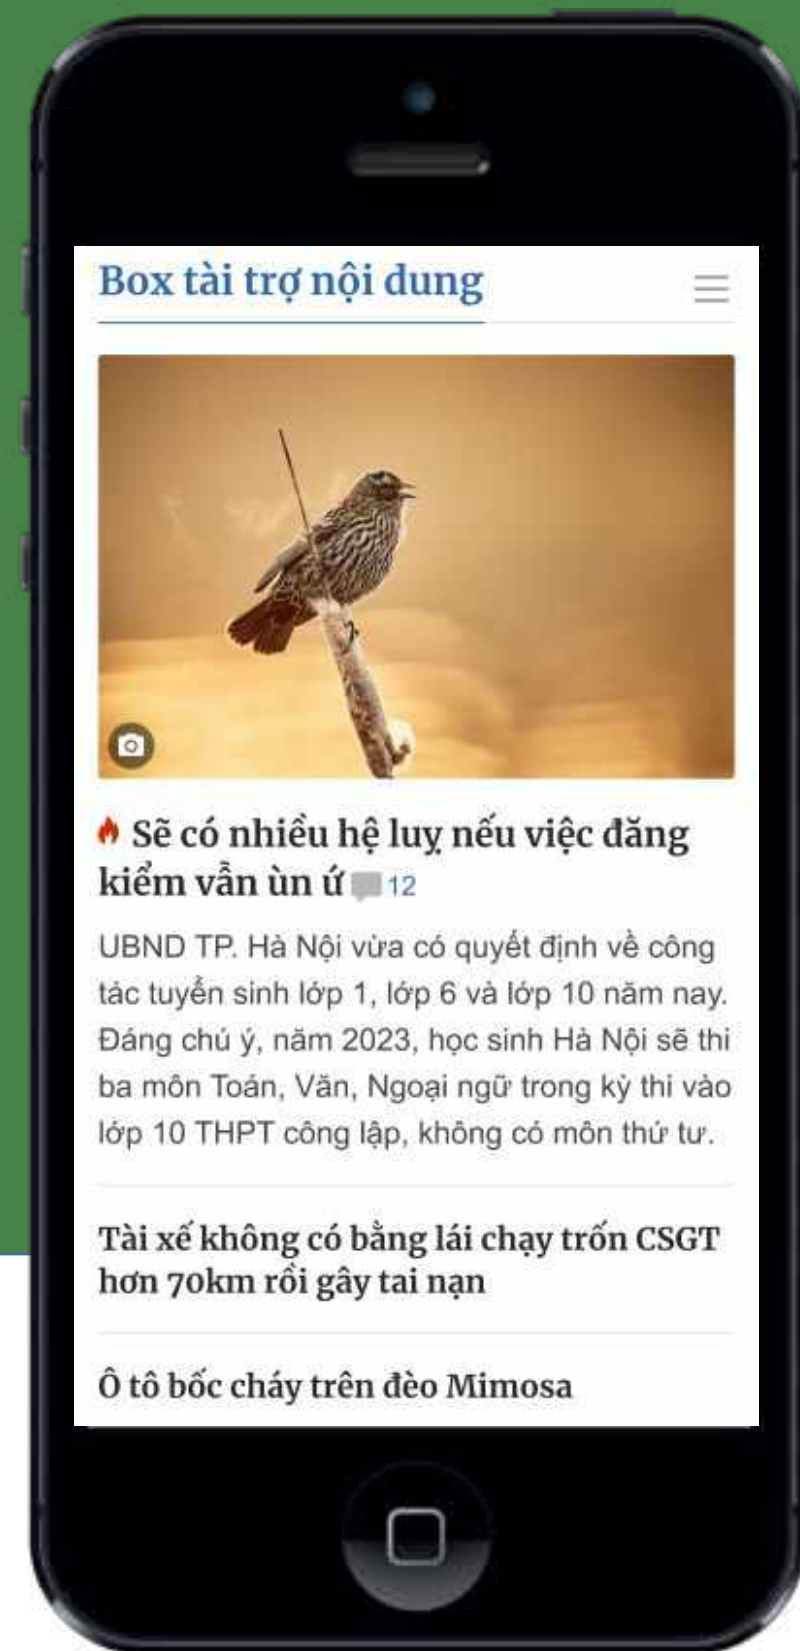 Box tài trợ nội dung
Sẽ có nhiều hệ luỵ nếu việc đăng
kiểm vẫn ùn ứ 12
UBND TP. Hà Nội vừa có quyết định về công
tác tuyển sinh lớp 1, lớp 6 và lớp 10 năm nay.
Đáng chú ý, năm 2023, học sinh Hà Nội sẽ thi
ba môn Toán, Văn, Ngoại ngữ trong kỳ thi vào
lớp 10 THPT công lập, không có môn thứ tư.
Tài xế không có bằng lái chạy trốn CSGT
hơn 70km rồi gây tai nạn
Ô tô bốc cháy trên đèo Mimosa